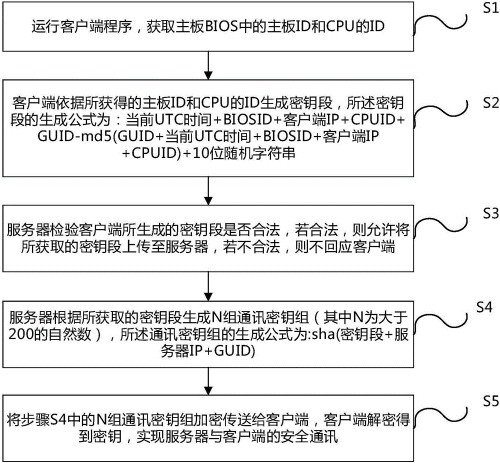 运行客户端程序，获取主板BIOS中的主板ID和CPU的ID
S1
客户端依据所获得的主板ID和CPU的ID生成密钥段，所述密钥
段的生成公式为：当前UTC时间+BIOSID+客户端IP+CPUID+
GUID-md5(GUID+当前UTC时间+BIOSID+客户端IP
+CPUID)+10位随机字符串
S2
服务器检验客户端所生成的密钥段是否合法，若合法，则允许将
所获取的密钥段上传至服务器，若不合法，则不回应客户端
S3
服务器根据所获取的密钥段生成N组通讯密钥组（其中N为大于
200的自然数），所述通讯密钥组的生成公式为:sha(密钥段+服
务器IP+GUID)
S4
将步骤S4中的N组通讯密钥组加密传送给客户端，客户端解密得
到密钥，实现服务器与客户端的安全通讯
S5